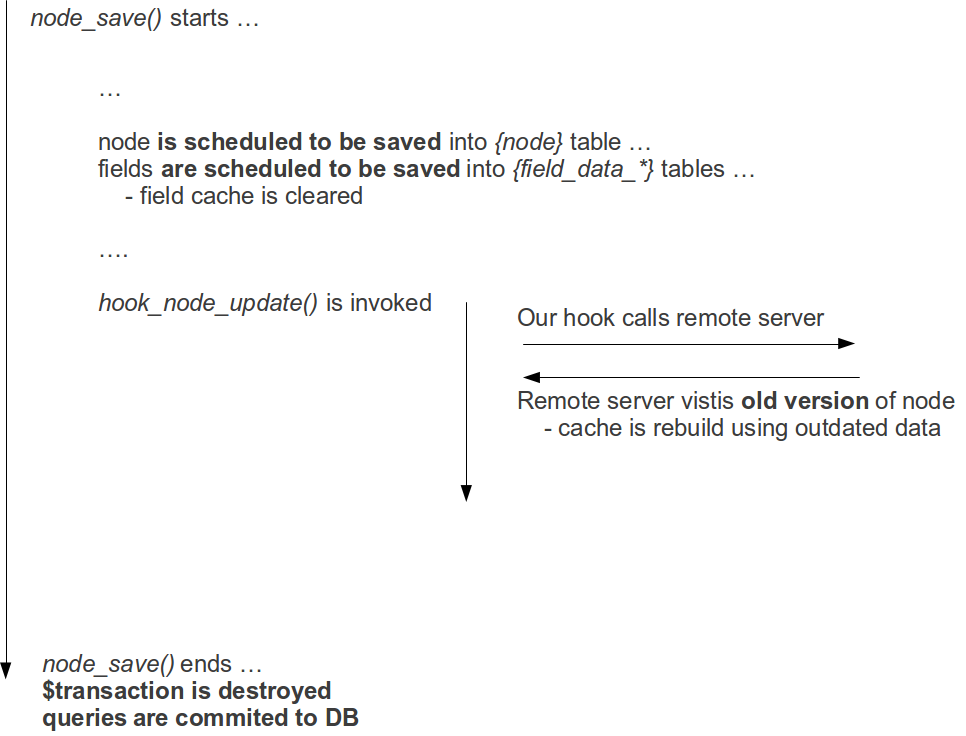 node_save() starts …
…
node is scheduled to be saved into {node} table …
fields are scheduled to be saved into {field_data_*} tables …
- field cache is cleared
….
hook_node_update() is invoked
Our hook calls remote server
Remote server vistis old version of node
- cache is rebuild using outdated data
node_save() ends …
$transaction is destroyed
queries are commited to DB